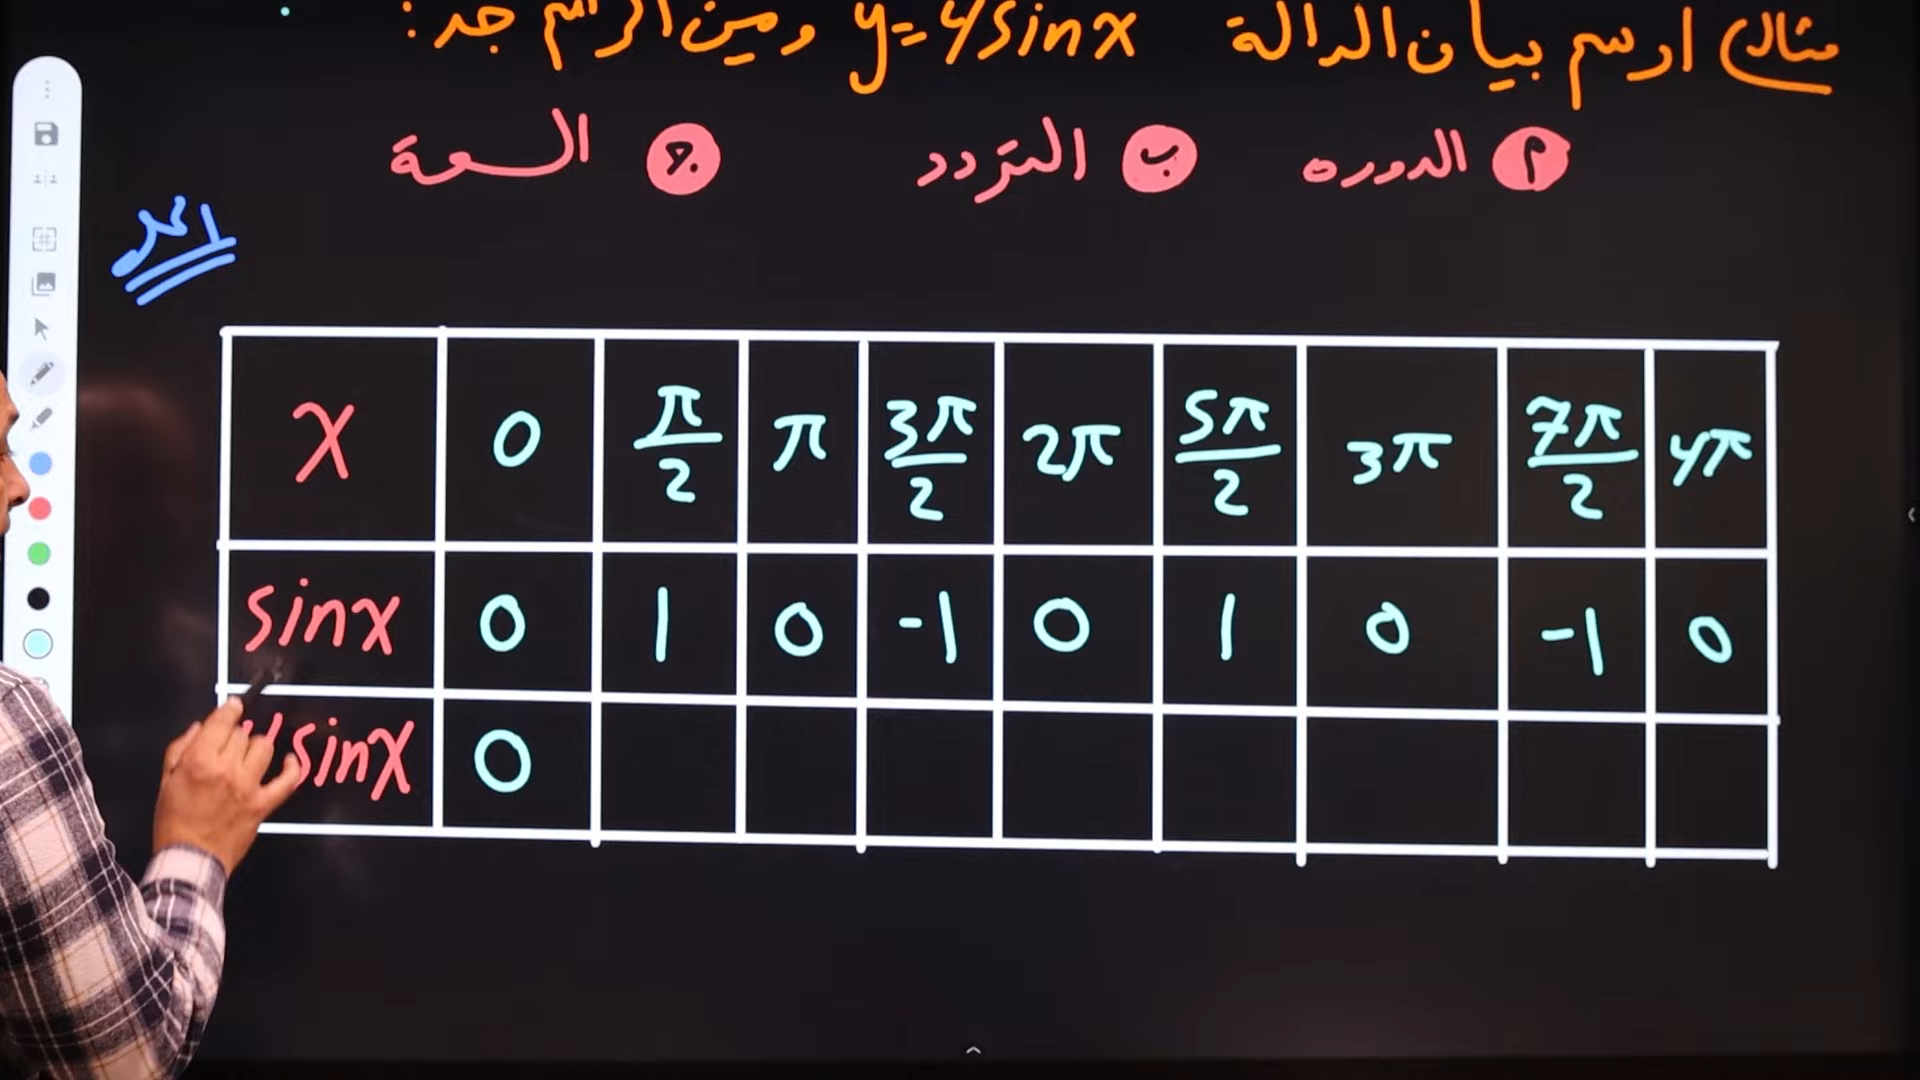 مثال ارسم بيان الدالة y=4sinx ومن الرسم جد:
أ الدوره ب التردد ج السعة
الحل
x 0 π/2 π 3π/2 2π 5π/2 3π 7π/2 4π
sinx 0 1 0 -1 0 1 0 -1 0
4sinx 0